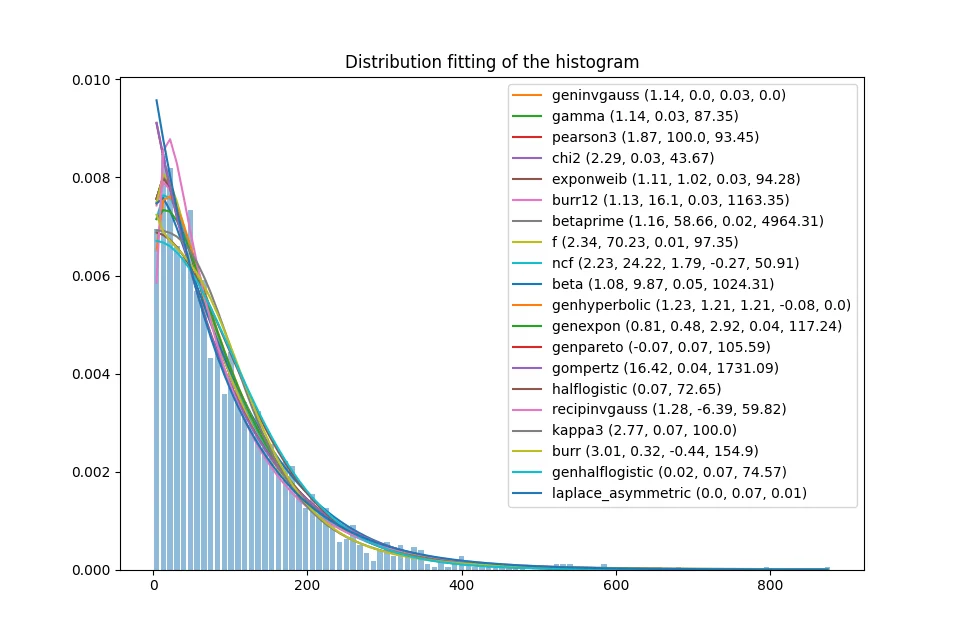 Distribution fitting of the histogram
0.010
0.008
0.006
0.004
0.002
0.000
0
200
400
600
800
geninvgauss (1.14, 0.0, 0.03, 0.0)
gamma (1.14, 0.03, 87.35)
pearson3 (1.87, 100.0, 93.45)
chi2 (2.29, 0.03, 43.67)
exponweib (1.11, 1.02, 0.03, 94.28)
burr12 (1.13, 16.1, 0.03, 1163.35)
betaprime (1.16, 58.66, 0.02, 4964.31)
f (2.34, 70.23, 0.01, 97.35)
ncf (2.23, 24.22, 1.79, -0.27, 50.91)
beta (1.08, 9.87, 0.05, 1024.31)
genhyperbolic (1.23, 1.21, 1.21, -0.08, 0.0)
genexpon (0.81, 0.48, 2.92, 0.04, 117.24)
genpareto (-0.07, 0.07, 105.59)
gompertz (16.42, 0.04, 1731.09)
halflogistic (0.07, 72.65)
recipinvgauss (1.28, -6.39, 59.82)
kappa3 (2.77, 0.07, 100.0)
burr (3.01, 0.32, -0.44, 154.9)
genhalflogistic (0.02, 0.07, 74.57)
laplace_asymmetric (0.0, 0.07, 0.01)